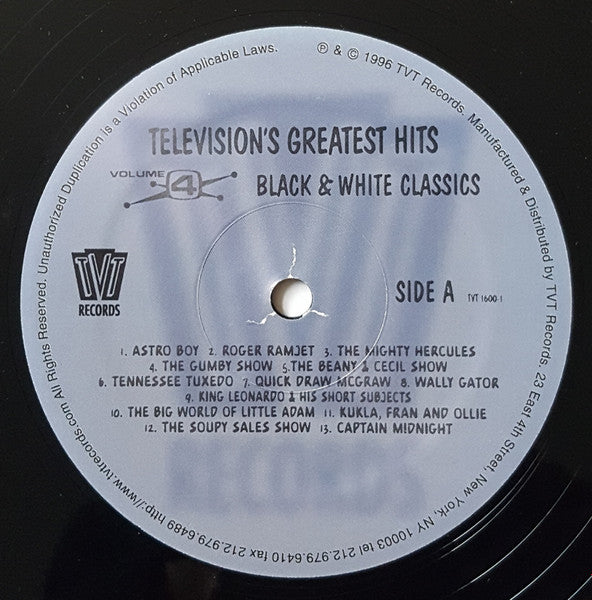 TELEVISION'S GREATEST HITS
VOLUME 4
BLACK & WHITE CLASSICS
TVT
RECORDS
SIDE A TVT 1600-1
1. ASTRO BOY 2. ROGER RAMJET 3. THE MIGHTY HERCULES
4. THE GUMBY SHOW 5.THE BEANY & CECIL SHOW
6. TENNESSEE TUXEDO 7. QUICK DRAW MCGRAW 8. WALLY GATOR
9. KING LEONARDO & HIS SHORT SUBJECTS
10. THE BIG WORLD OF LITTLE ADAM 11. KUKLA, FRAN AND OLLIE
12. THE SOUPY SALES SHOW 13. CAPTAIN MIDNIGHT
℗ & © 1996 TVT Records. Manufactured & Distributed by TVT Records, 23 East 4th Street, New York, NY 10003 tel 212.979.6410 fax 212.979.6489 http://www.tvtrecords.com All Rights Reserved. Unauthorized Duplication is a Violation of Applicable Laws.